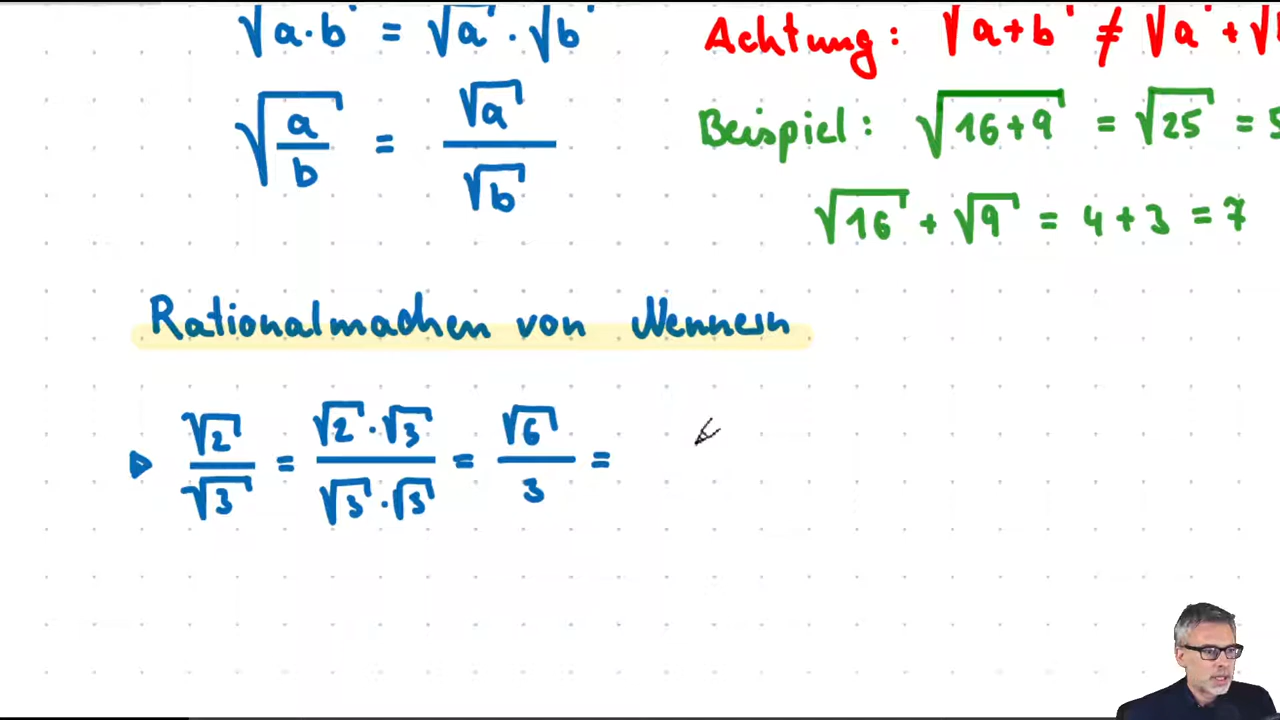 √(a·b) = √a · √b
Achtung: √(a+b) ≠ √a + √
√(a/b) = √a/√b
Beispiel: √(16+9) = √25 = 5
√16 + √9 = 4 + 3 = 7
Rationalmachen von Nennern
▷ √2/√3 = (√2·√3)/(√3·√3) = √6/3 =